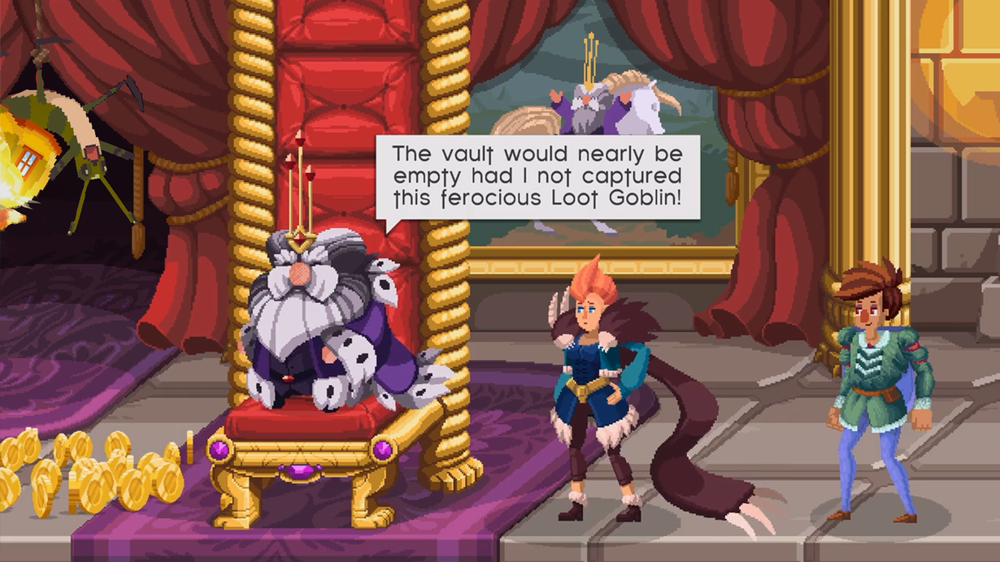 The vault would nearly be
empty had I not captured
this ferocious Loot Goblin!